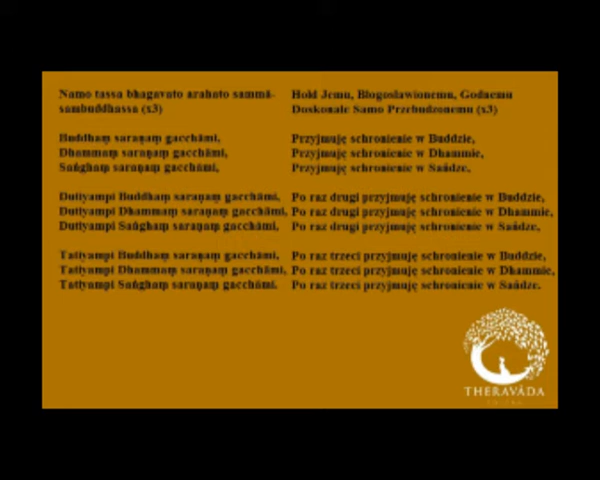 Namo tassa bhagavato arahato sammā-
sambuddhassa (x3)
Buddhaṃ saraṇaṃ gacchāmi,
Dhammaṃ saraṇaṃ gacchāmi,
Saṅghaṃ saraṇaṃ gacchāmi,
Dutiyampi Buddhaṃ saraṇaṃ gacchāmi,
Dutiyampi Dhammaṃ saraṇaṃ gacchāmi,
Dutiyampi Saṅghaṃ saraṇaṃ gacchāmi,
Tatiyampi Buddhaṃ saraṇaṃ gacchāmi,
Tatiyampi Dhammaṃ saraṇaṃ gacchāmi,
Tatiyampi Saṅghaṃ saraṇaṃ gacchāmi.
Hołd Jemu, Błogosławionemu, Godnemu
Doskonale Samo Przebudzonemu (x3)
Przyjmuję schronienie w Buddzie,
Przyjmuję schronienie w Dhammie,
Przyjmuję schronienie w Saṅdze,
Po raz drugi przyjmuję schronienie w Buddzie,
Po raz drugi przyjmuję schronienie w Dhammie,
Po raz drugi przyjmuję schronienie w Saṅdze,
Po raz trzeci przyjmuję schronienie w Buddzie,
Po raz trzeci przyjmuję schronienie w Dhammie,
Po raz trzeci przyjmuję schronienie w Saṅdze.
THERAVĀDA